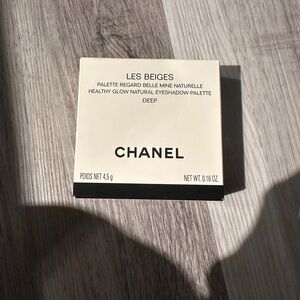 LES BEIGES
PALETTE REGARD BELLE MINE NATURELLE
HEALTHY GLOW NATURAL EYESHADOW PALETTE
DEEP
CHANEL
POIDS NET 4,5 g NET WT. 0.16 OZ.